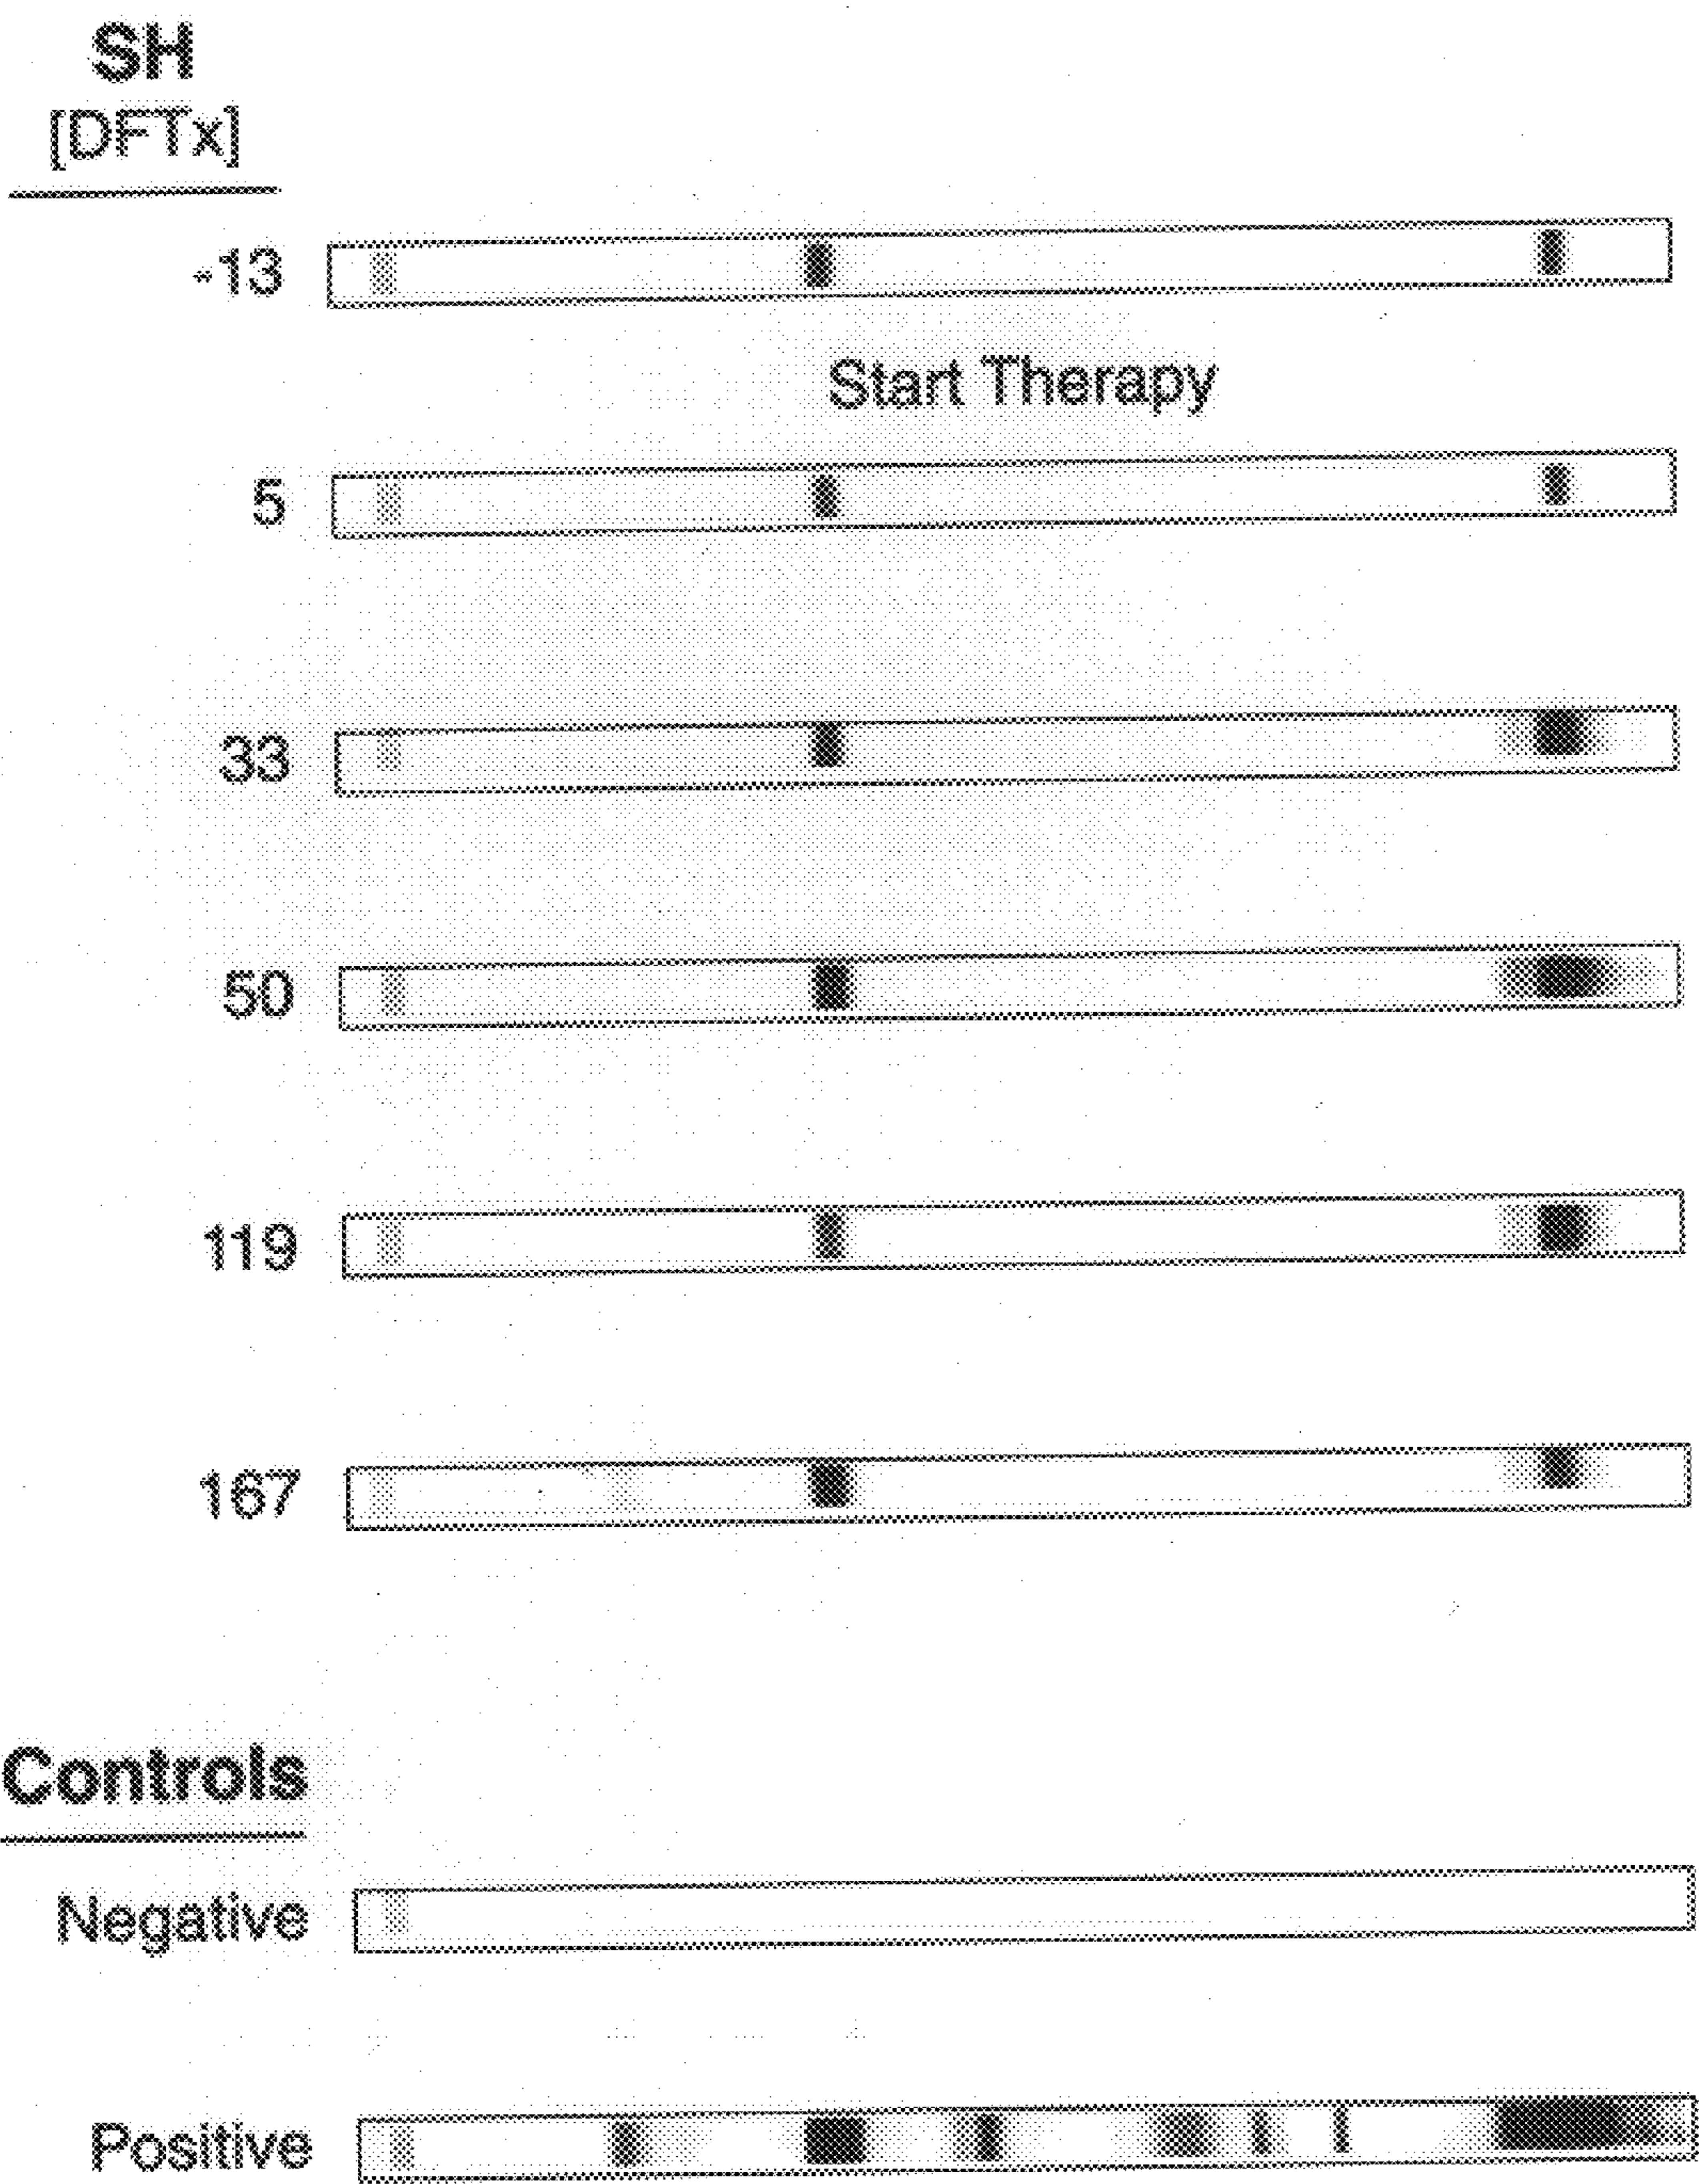 SH
[DFTx]
-13
Start Therapy
5
33
50
119
167
Controls
Negative
Positive